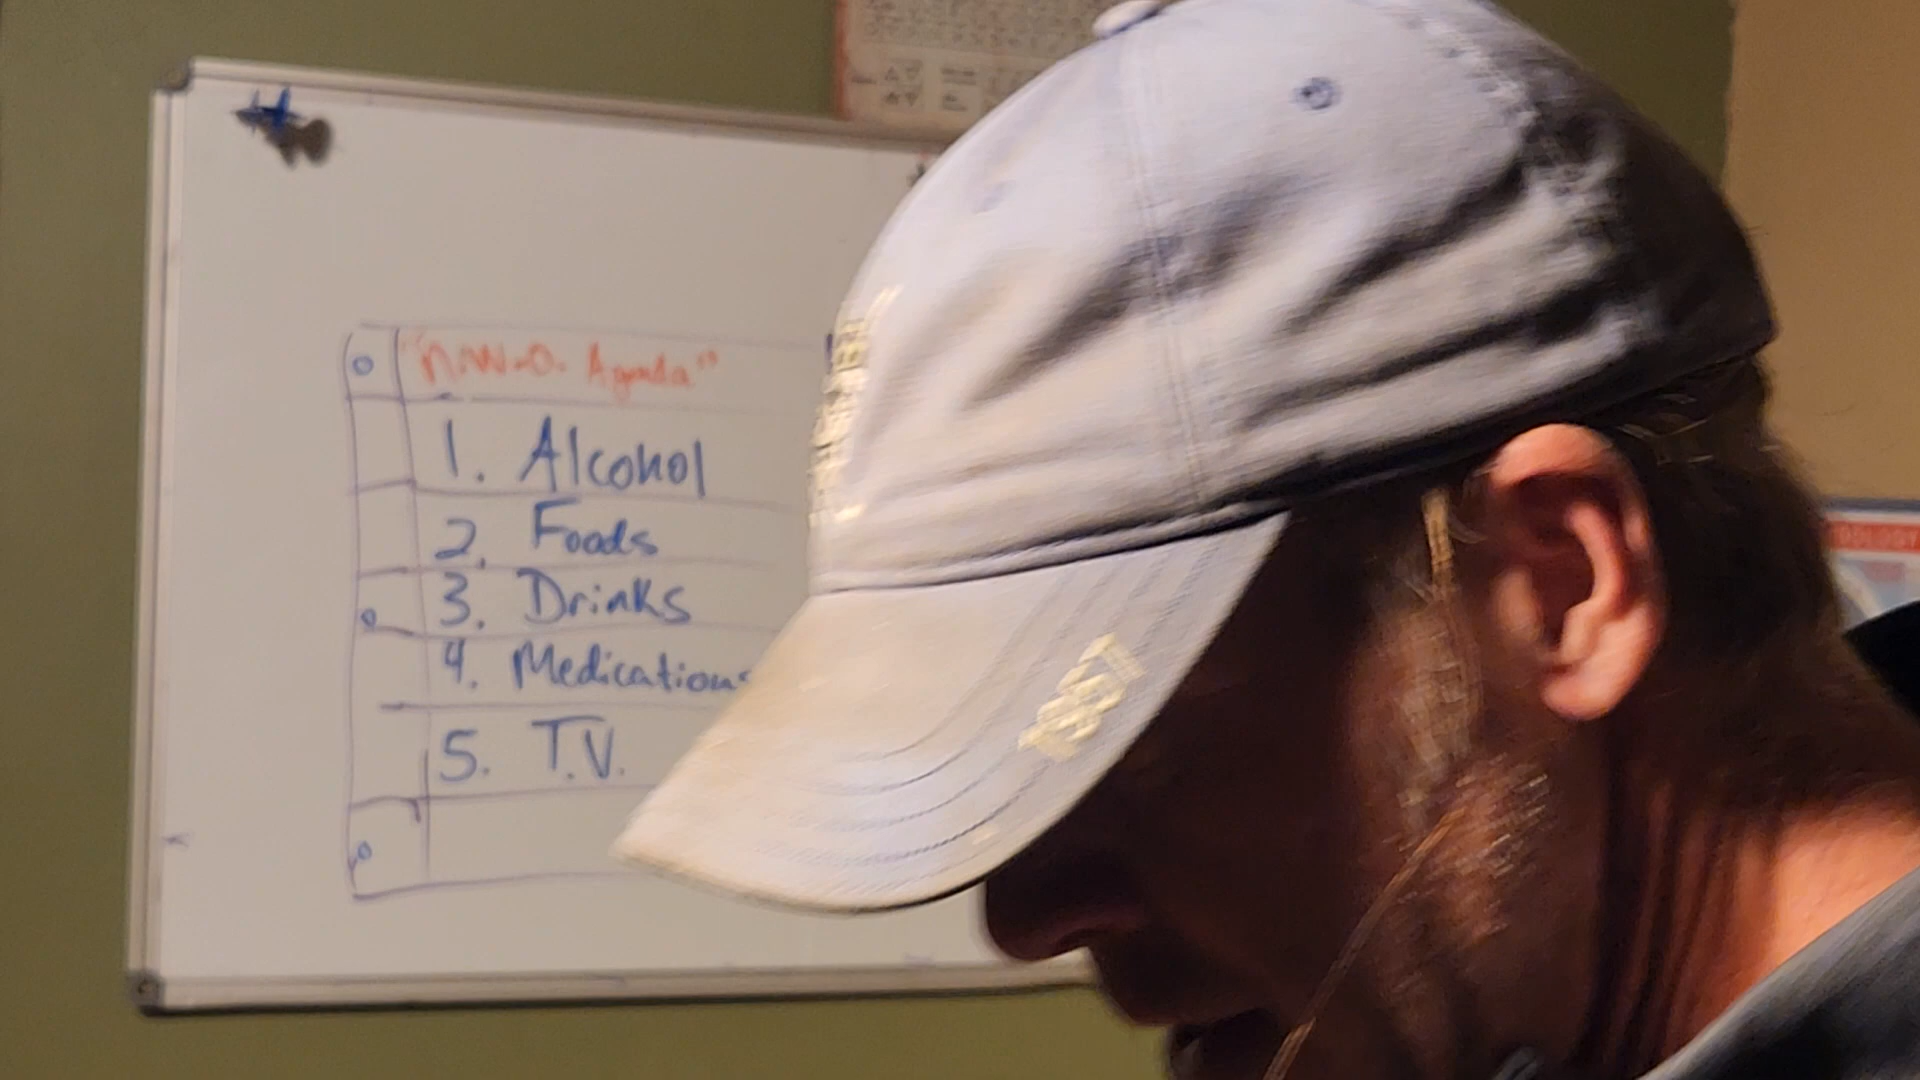 "N.W.O. Agenda"
1. Alcohol
2. Foods
3. Drinks
4. Medications
5. T.V.